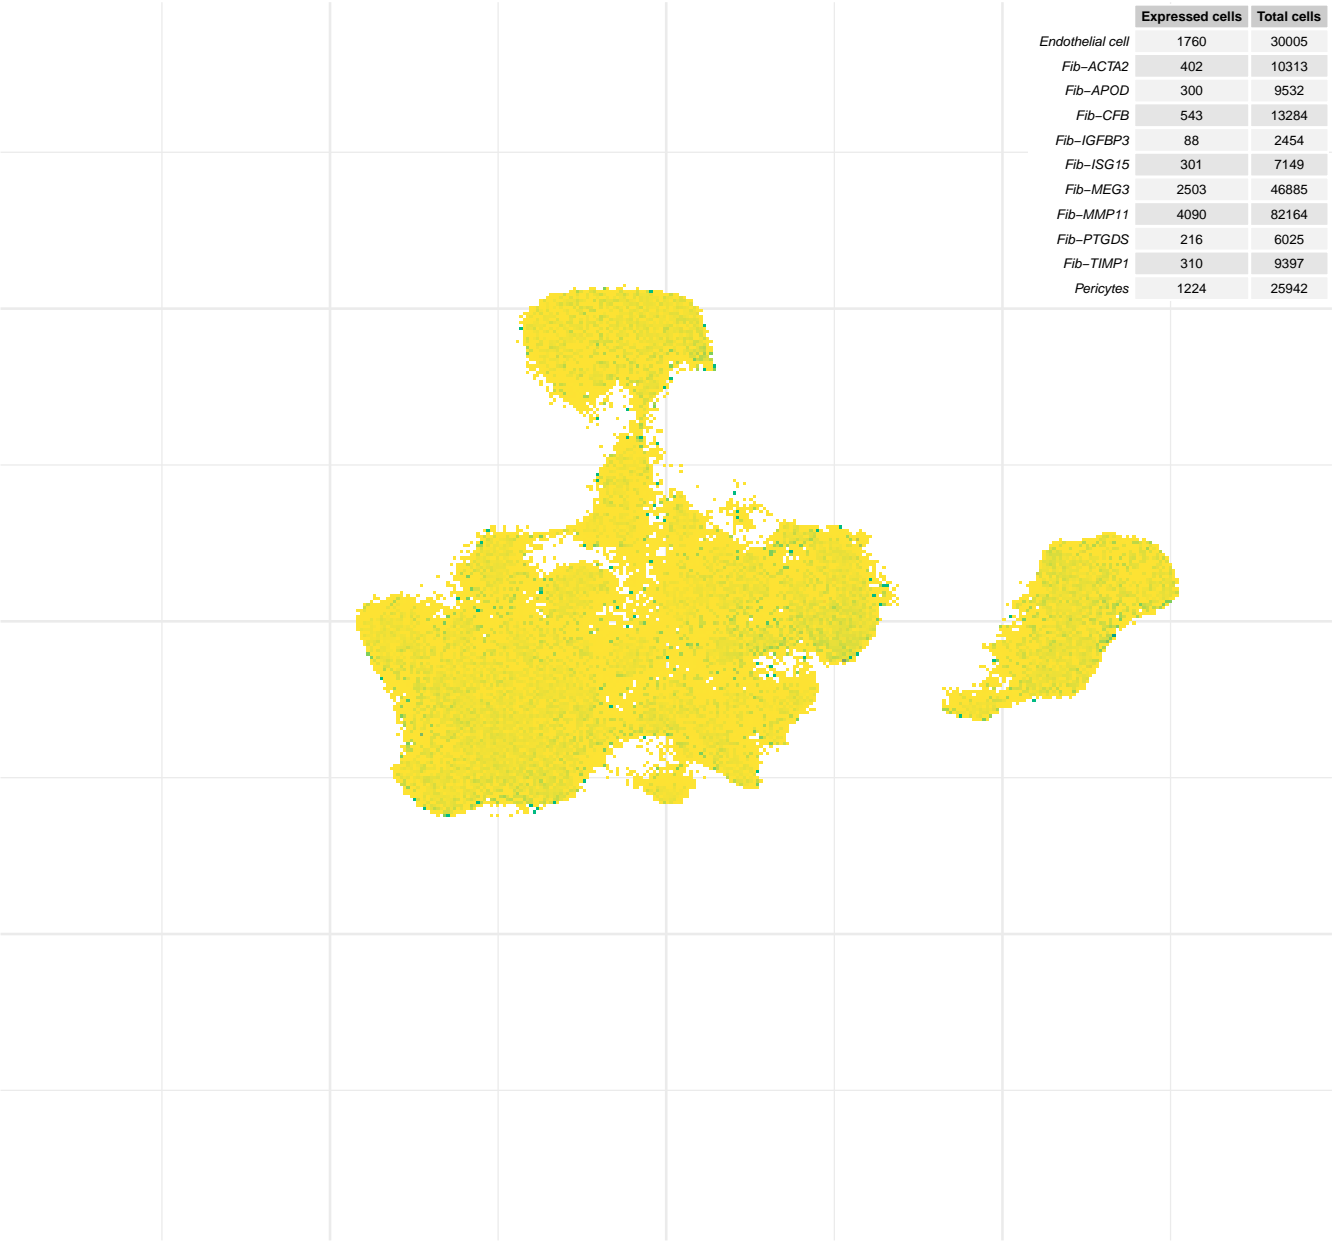 Expressed cells Total cells
Endothelial cell 1760 30005
Fib−ACTA2 402 10313
Fib−APOD 300 9532
Fib−CFB 543 13284
Fib−IGFBP3 88 2454
Fib−ISG15 301 7149
Fib−MEG3 2503 46885
Fib−MMP11 4090 82164
Fib−PTGDS 216 6025
Fib−TIMP1 310 9397
Pericytes 1224 25942